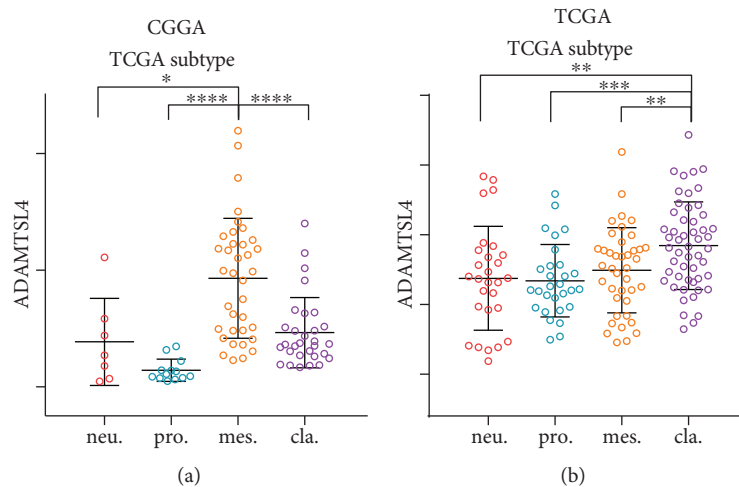 CGGA
TCGA subtype
*
**** ****
ADAMTSL4
neu. pro. mes. cla.
(a)
TCGA
TCGA subtype
**
***
**
ADAMTSL4
neu. pro. mes. cla.
(b)